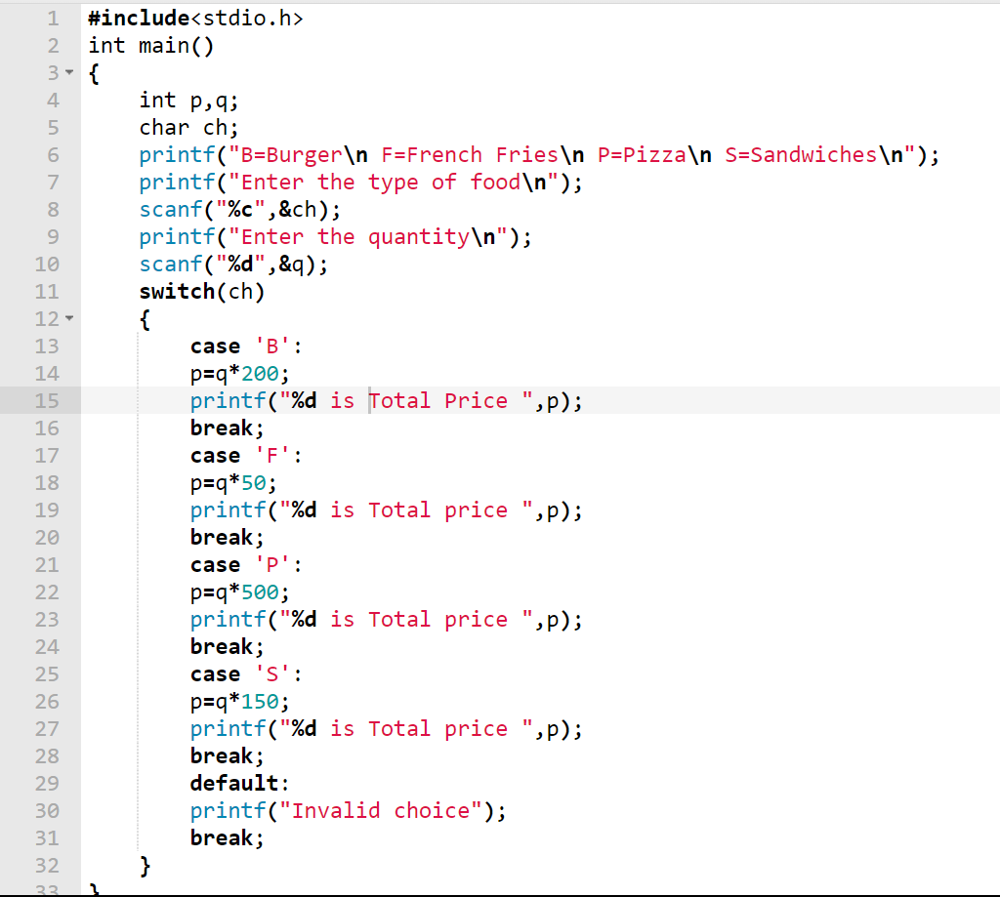 1 #include<stdio.h>
2 int main()
3 {
4     int p,q;
5     char ch;
6     printf("B=Burger\n F=French Fries\n P=Pizza\n S=Sandwiches\n");
7     printf("Enter the type of food\n");
8     scanf("%c",&ch);
9     printf("Enter the quantity\n");
10     scanf("%d",&q);
11     switch(ch)
12     {
13         case 'B':
14         p=q*200;
15         printf("%d is Total Price ",p);
16         break;
17         case 'F':
18         p=q*50;
19         printf("%d is Total price ",p);
20         break;
21         case 'P':
22         p=q*500;
23         printf("%d is Total price ",p);
24         break;
25         case 'S':
26         p=q*150;
27         printf("%d is Total price ",p);
28         break;
29         default:
30         printf("Invalid choice");
31         break;
32     }
33 }